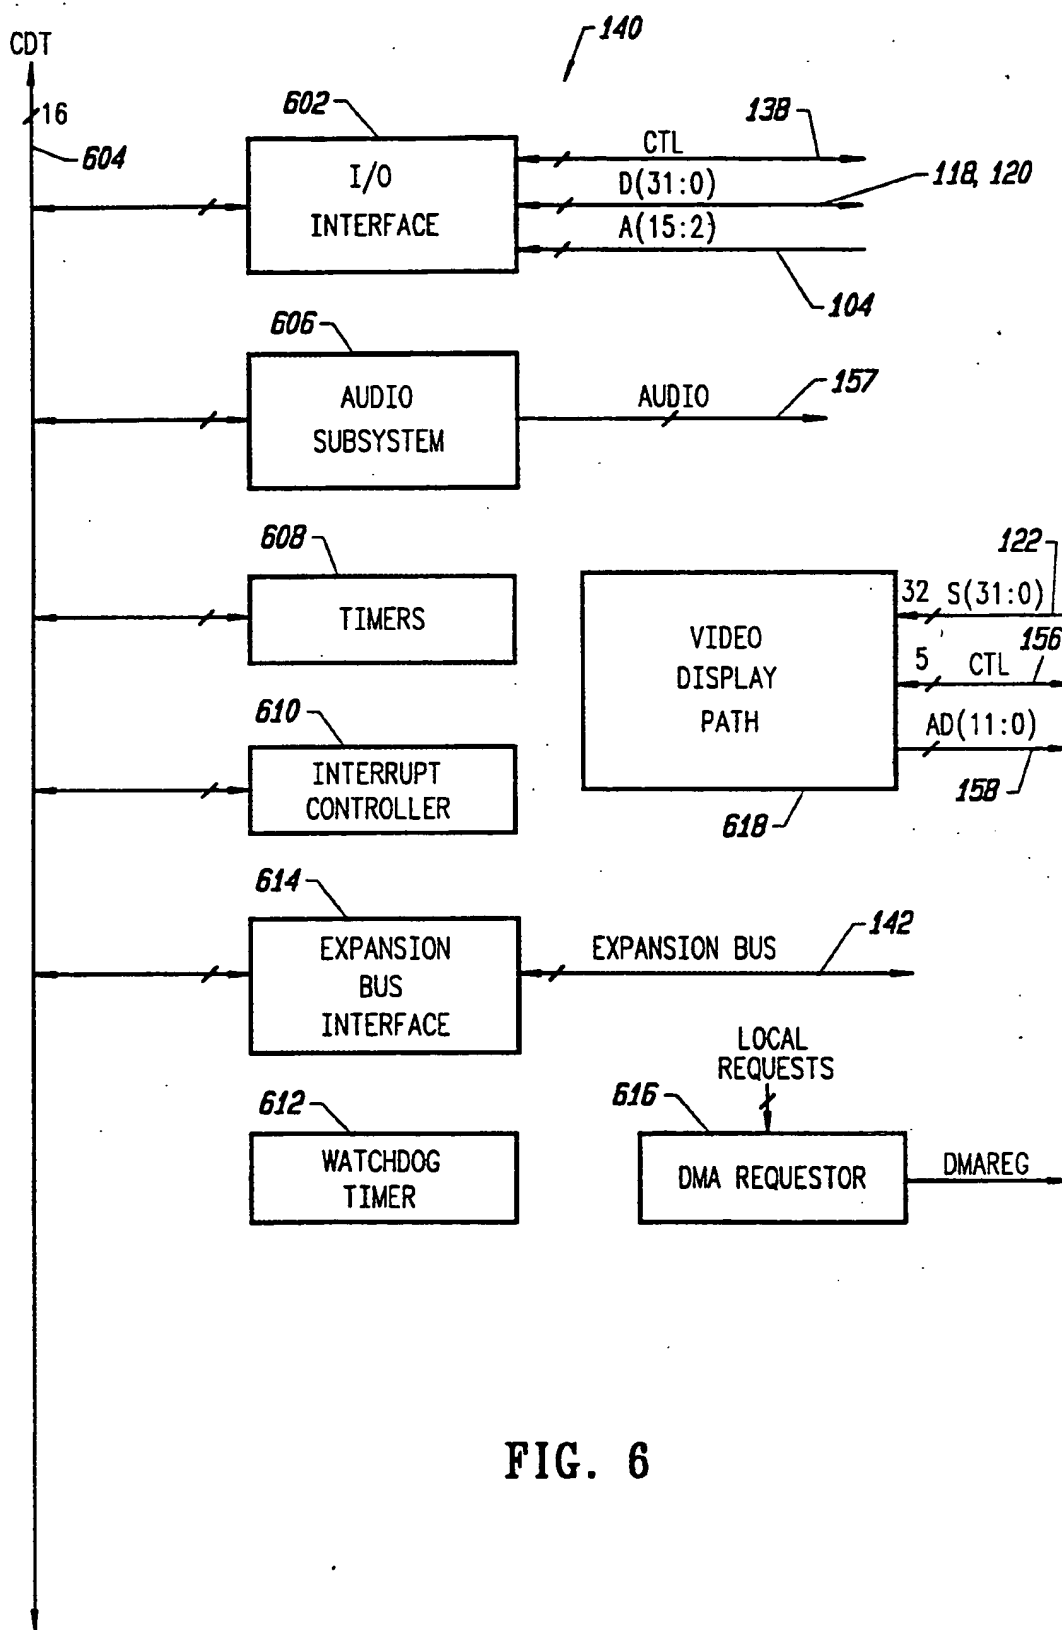 140
CDT
16
604
602
I/O
INTERFACE
CTL
138
D(31:0)
118, 120
A(15:2)
104
606
AUDIO
SUBSYSTEM
AUDIO
157
608
TIMERS
VIDEO
DISPLAY
PATH
122
32 S(31:0)
156
5 CTL
AD(11:0)
158
618
610
INTERRUPT
CONTROLLER
614
EXPANSION
BUS
INTERFACE
EXPANSION BUS
142
612
WATCHDOG
TIMER
LOCAL
REQUESTS
616
DMA REQUESTOR
DMAREG
FIG. 6